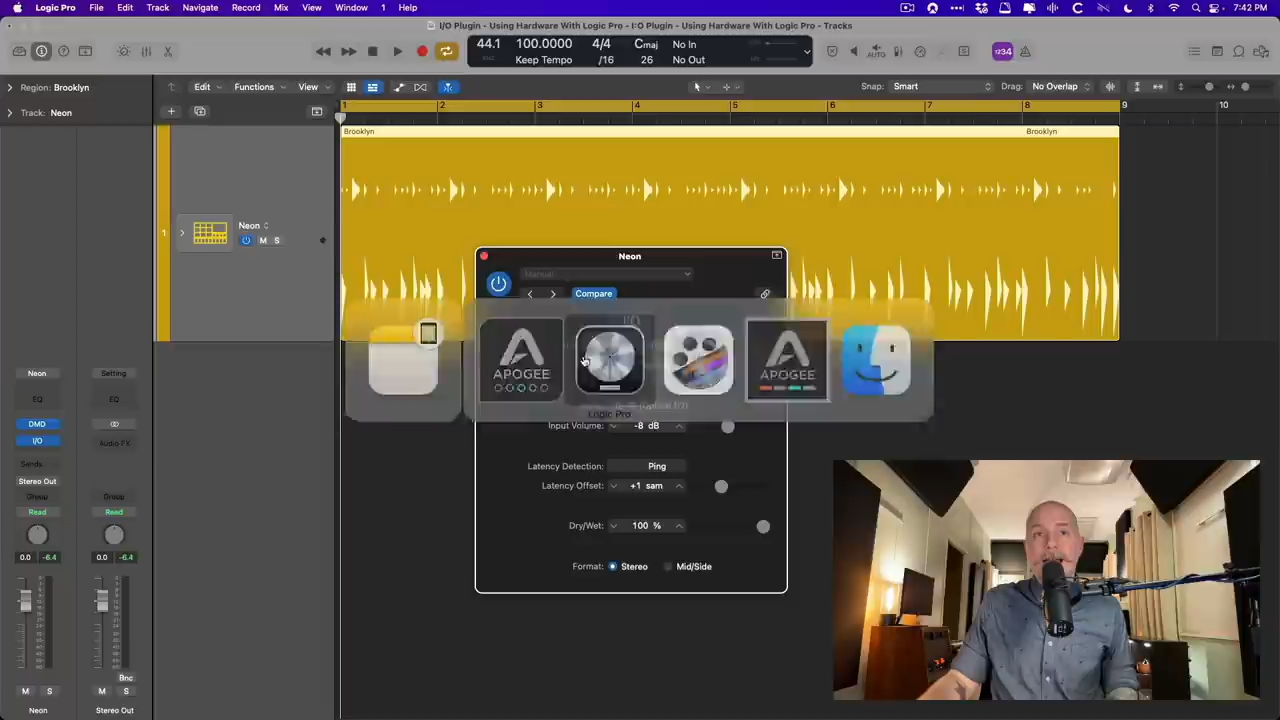 Logic Pro File Edit Track Navigate Record Mix View Window 1 Help 7:42 PM
I/O Plugin - Using Hardware With Logic Pro - I:O Plugin - Using Hardware With Logic Pro - Tracks
44.1 100.0000 4/4 Cmaj No In
KHZ Keep Tempo /16 26 No Out
1234
Region: Brooklyn
Track: Neon
Edit Functions View
Snap: Smart
Drag: No Overlap
1 2 3 4 5 6 7 8 9 10
Brooklyn Brooklyn
1
Neon
M S
Neon
Manual
Compare
I/O
APOGEE
APOGEE
Logic Pro
Input Volume: -8 dB
Latency Detection: Ping
Latency Offset: +1 sam
Dry/Wet: 100 %
Format: Stereo Mid/Side
Neon Setting
EQ EQ
DMD
I/O Audio FX
Sends
Stereo Out
Group Group
Read Read
0.0 -6.4 0.0 -6.4
Bnc
M S M S
Neon Stereo Out